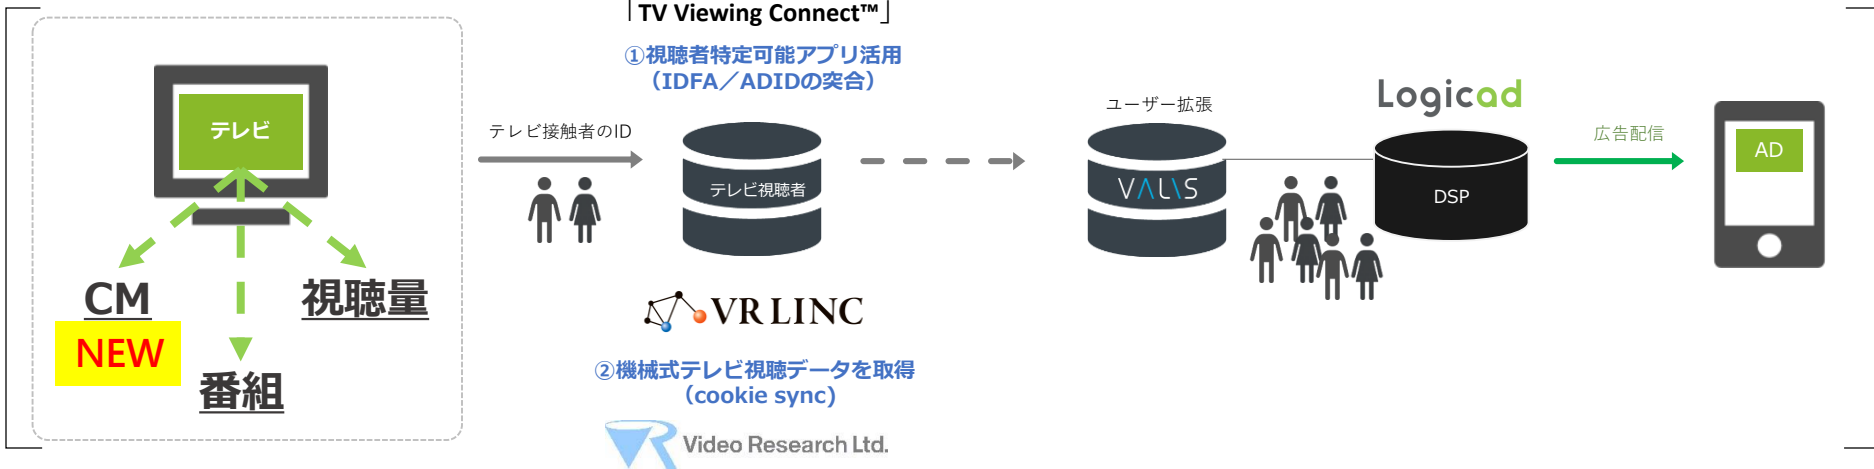 「TV Viewing Connect™」
①視聴者特定可能アプリ活用
（IDFA／ADIDの突合）
テレビ
CM
NEW
番組
視聴量
テレビ接触者のID
テレビ視聴者
VR LINC
②機械式テレビ視聴データを取得
（cookie sync)
Video Research Ltd.
ユーザー拡張
VALIS
Logicad
DSP
広告配信
AD